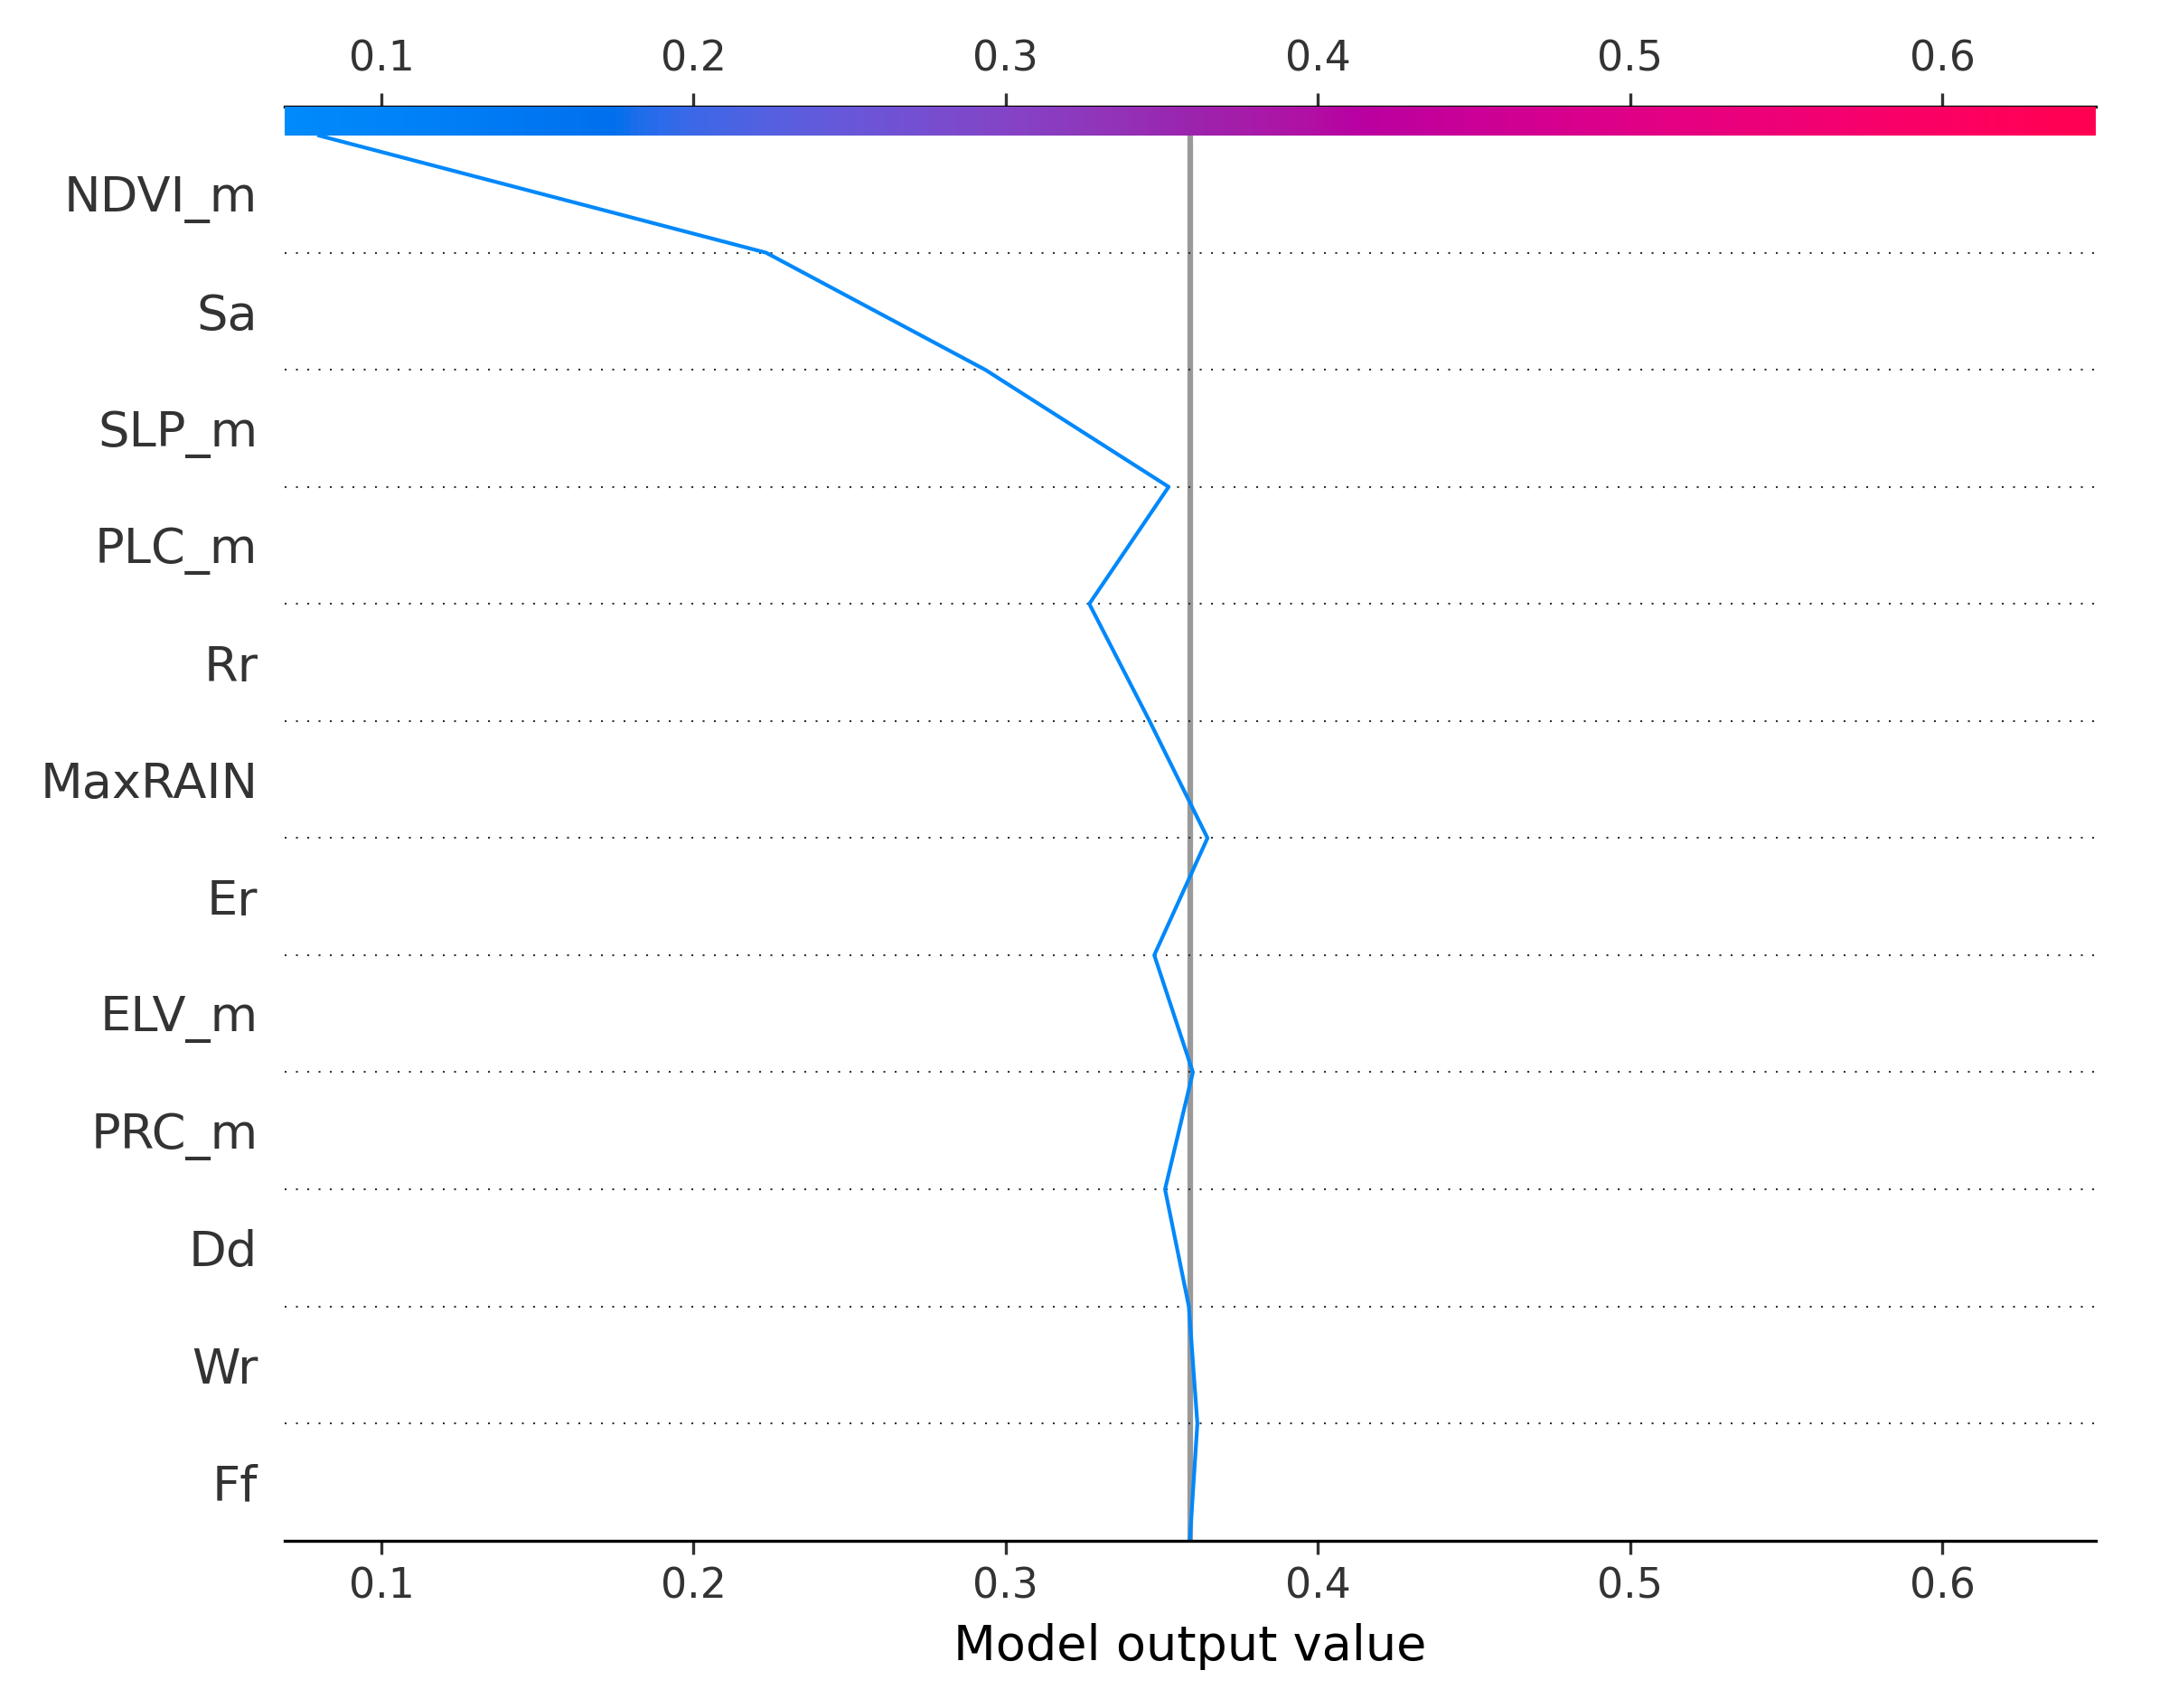 0.1 0.2 0.3 0.4 0.5 0.6
NDVI_m
Sa
SLP_m
PLC_m
Rr
MaxRAIN
Er
ELV_m
PRC_m
Dd
Wr
Ff
0.1 0.2 0.3 0.4 0.5 0.6
Model output value